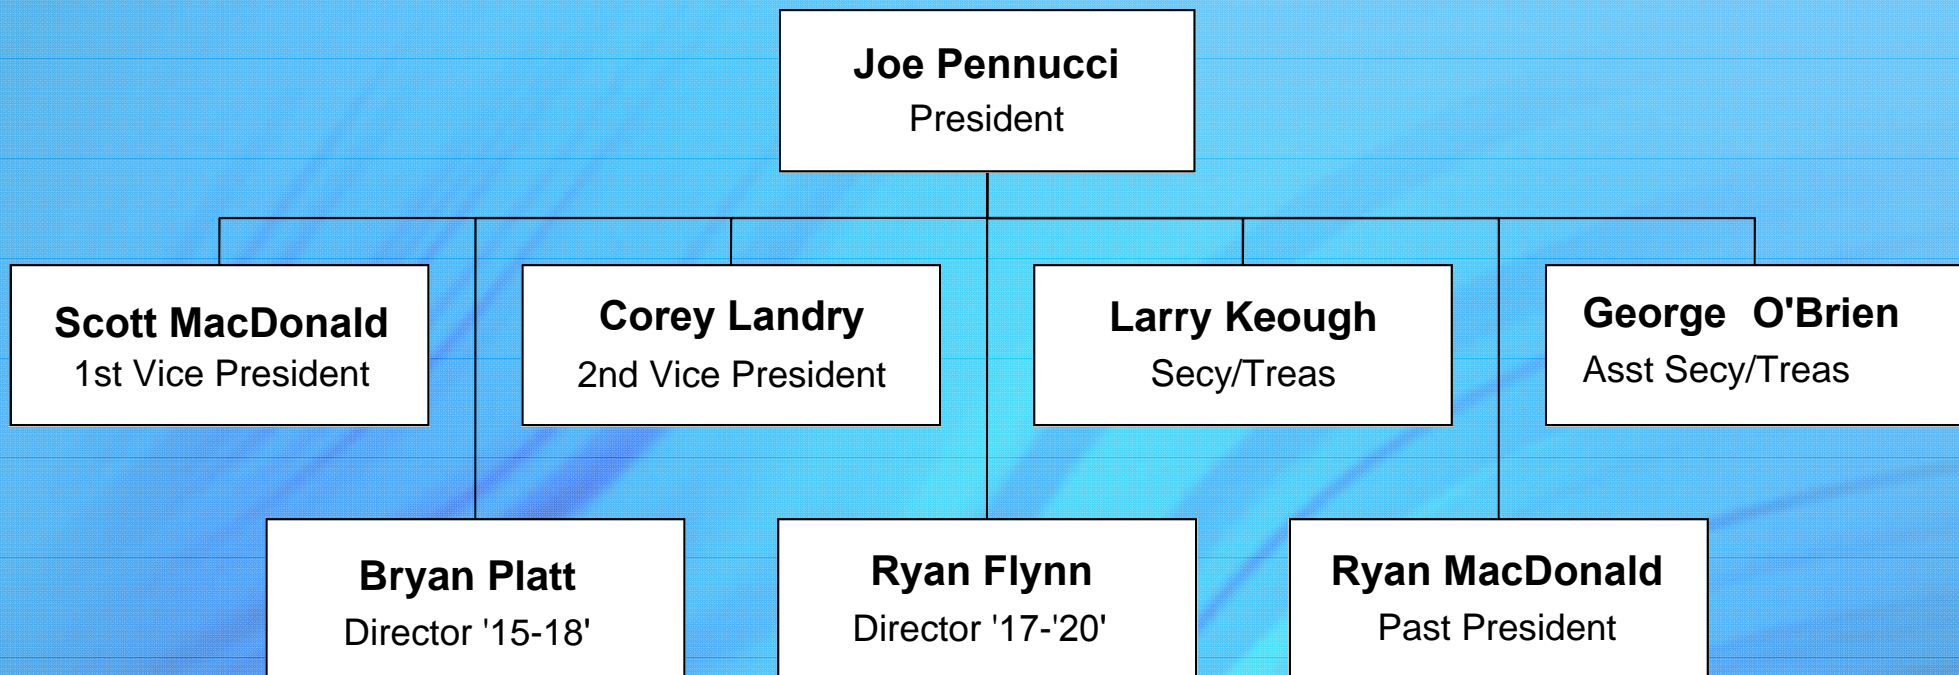 Joe Pennucci
President
Scott MacDonald
1st Vice President
Corey Landry
2nd Vice President
Larry Keough
Secy/Treas
George O'Brien
Asst Secy/Treas
Bryan Platt
Director '15-18'
Ryan Flynn
Director '17-'20'
Ryan MacDonald
Past President